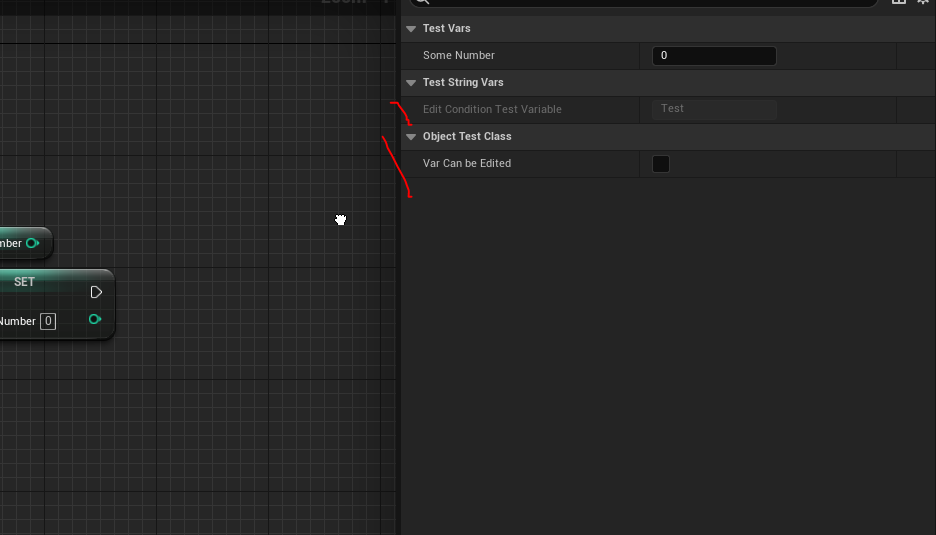 Test Vars
Some Number
0
Test String Vars
Edit Condition Test Variable
Test
Object Test Class
Var Can be Edited
mber
SET
Number 0